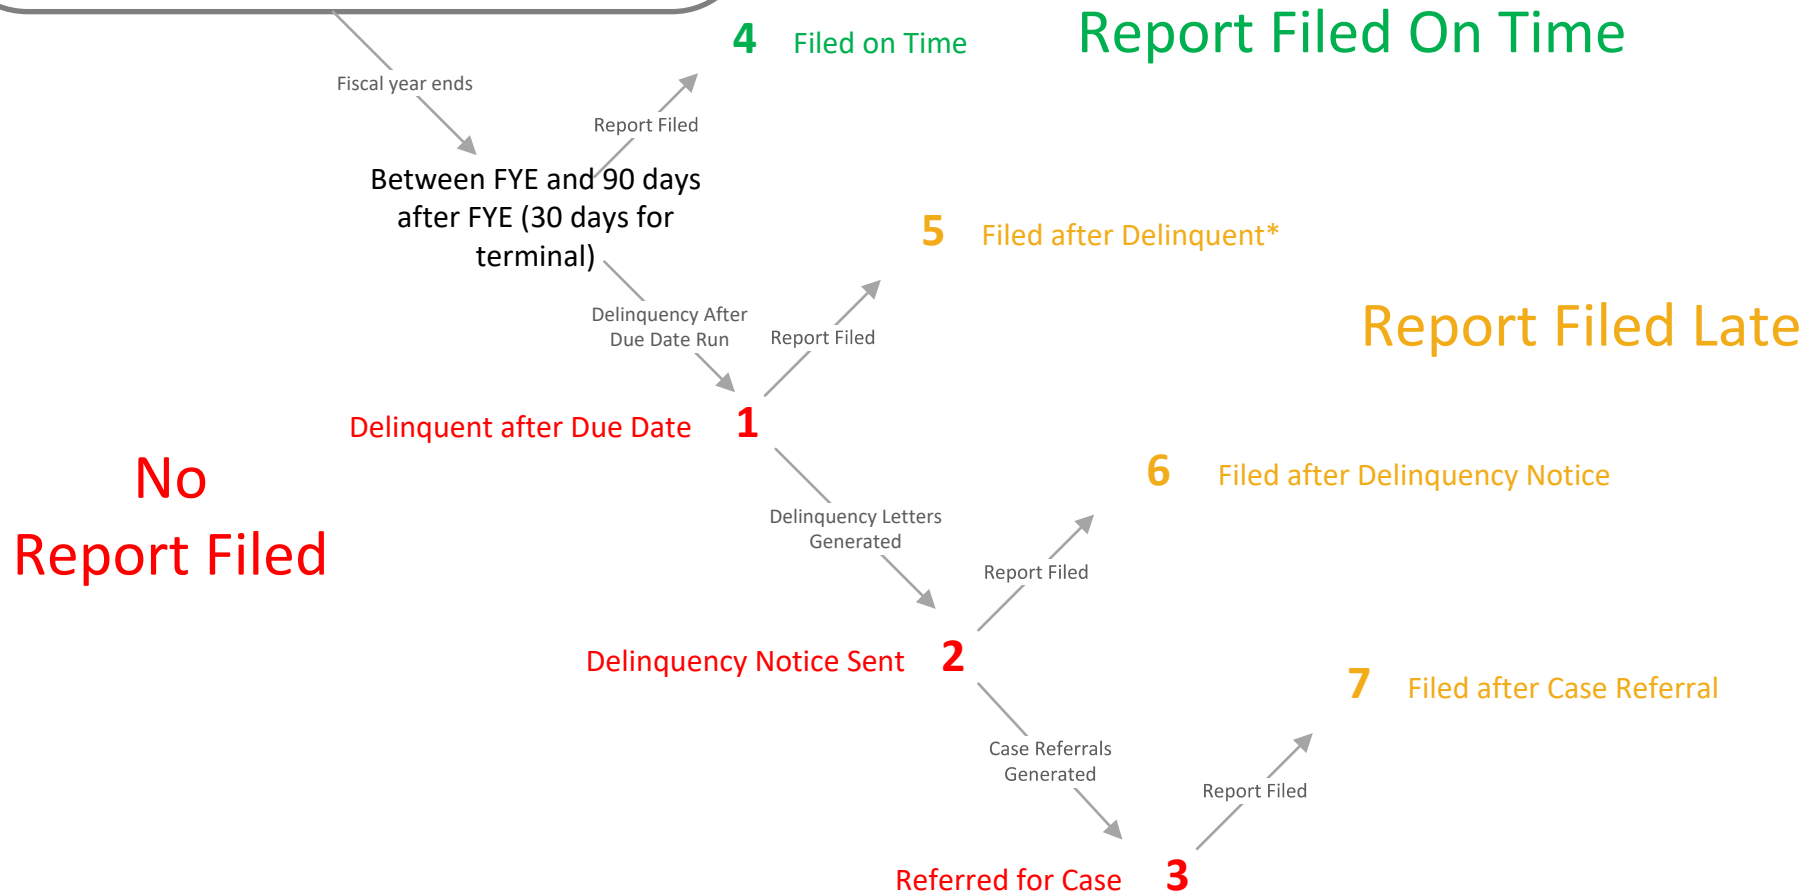 4 Filed on Time
Report Filed On Time
Fiscal year ends
Report Filed
Between FYE and 90 days
after FYE (30 days for
terminal)
5 Filed after Delinquent*
Delinquency After
Due Date Run
Report Filed
Report Filed Late
Delinquent after Due Date 1
No
Report Filed
6 Filed after Delinquency Notice
Delinquency Letters
Generated
Report Filed
Delinquency Notice Sent 2
7 Filed after Case Referral
Case Referrals
Generated
Report Filed
Referred for Case 3